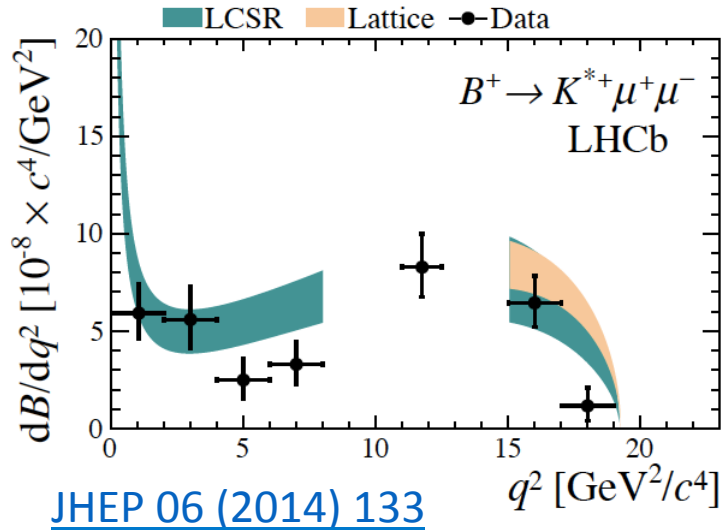 LCSR Lattice Data
dB/dq² [10⁻⁸ × c⁴/GeV²]
20
15
10
5
0
B⁺ → K*⁺μ⁺μ⁻
LHCb
0 5 10 15 20
q² [GeV²/c⁴]
JHEP 06 (2014) 133